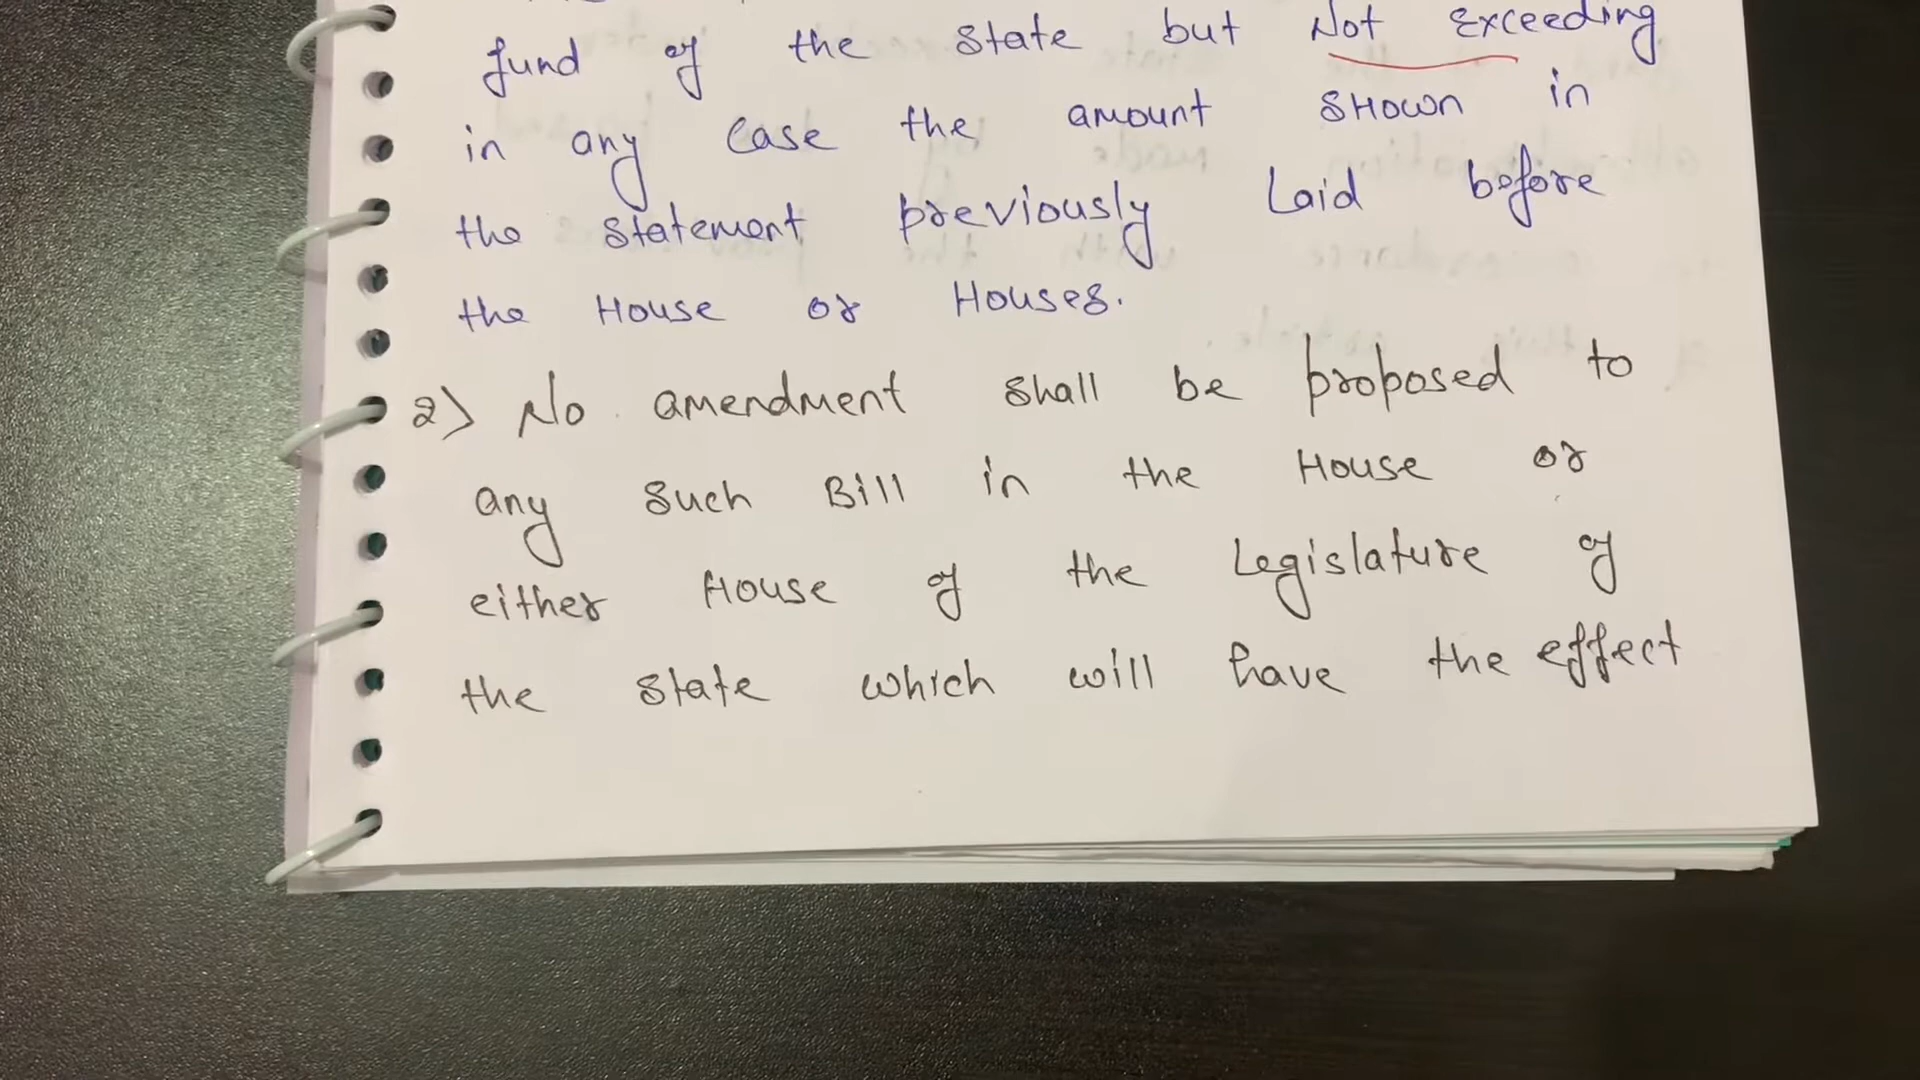 fund of the state but Not Exceeding
in any case the amount shown in
the statement previously Laid before
the House or Houses.
2) No amendment shall be proposed to
any such Bill in the House or
either House of the Legislature of
the state which will have the effect